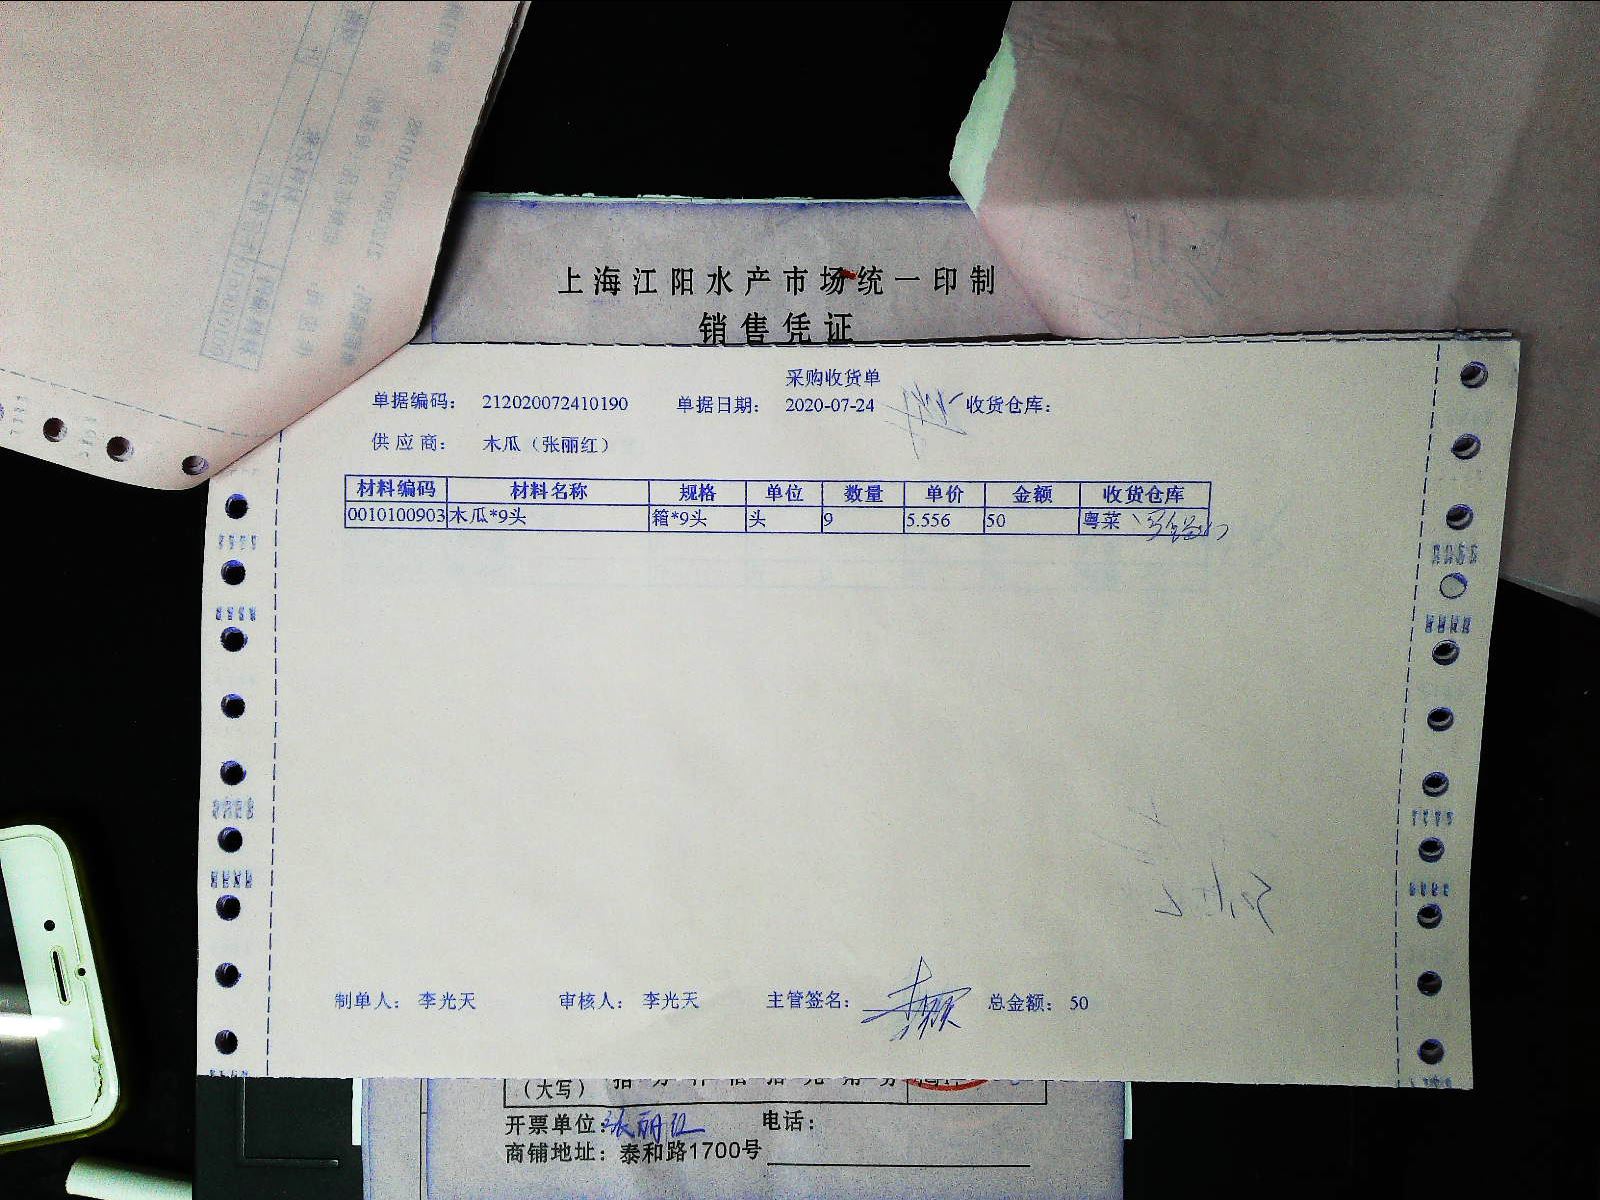 上海江阳水产市场统一印制
销售凭证
采购收货单
单据编码： 212020072410190 单据日期： 2020-07-24 收货仓库：
供应商： 木瓜（张丽红）
材料编码 材料名称 规格 单位 数量 单价 金额 收货仓库
0010100903 木瓜*9头 箱*9头 头 9 5.556 50 粤菜
制单人： 李光天 审核人： 李光天 主管签名： 总金额： 50
（大写）
开票单位：张丽红 电话：
商铺地址：泰和路1700号